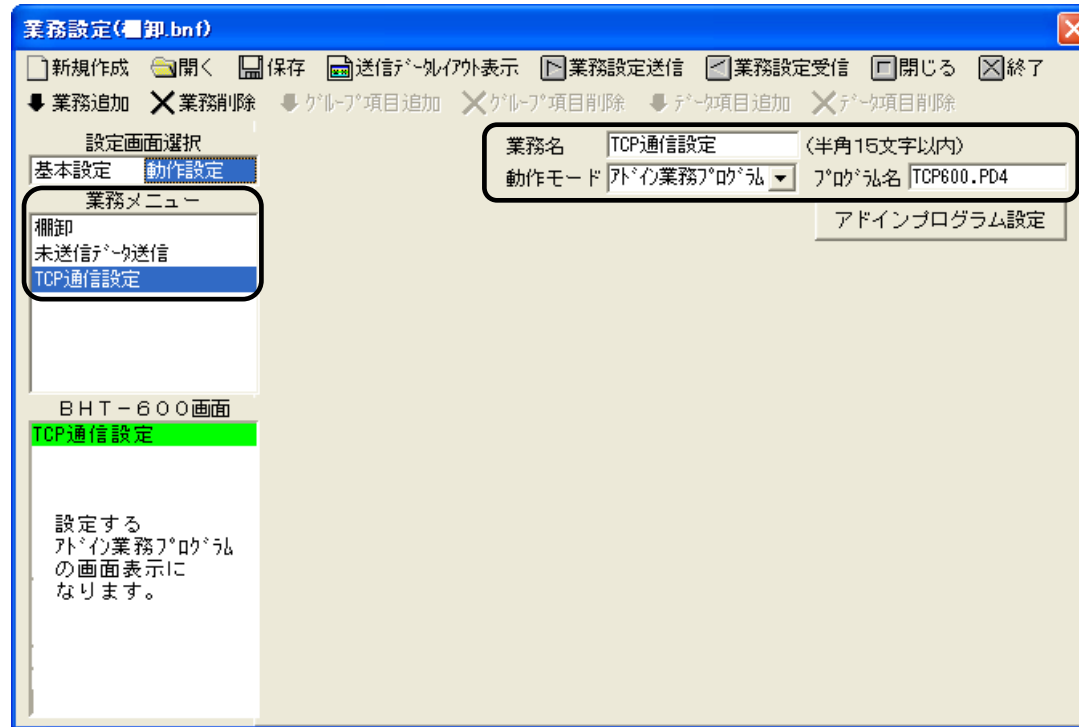 業務設定(棚卸.bnf)
新規作成 開く 保存 送信ﾃﾞｰﾀﾚｲｱｳﾄ表示 業務設定送信 業務設定受信 閉じる 終了
業務追加 業務削除 ｸﾞﾙｰﾌﾟ項目追加 ｸﾞﾙｰﾌﾟ項目削除 ﾃﾞｰﾀ項目追加 ﾃﾞｰﾀ項目削除
設定画面選択
基本設定 動作設定
業務メニュー
棚卸
未送信ﾃﾞｰﾀ送信
TCP通信設定
業務名 TCP通信設定 (半角15文字以内)
動作モード ｱﾄﾞｲﾝ業務ﾌﾟﾛｸﾞﾗﾑ ﾌﾟﾛｸﾞﾗﾑ名 TCP600.PD4
アドインプログラム設定
ＢＨＴ－６００画面
TCP通信設定
設定する
ｱﾄﾞｲﾝ業務ﾌﾟﾛｸﾞﾗﾑ
の画面表示に
なります。